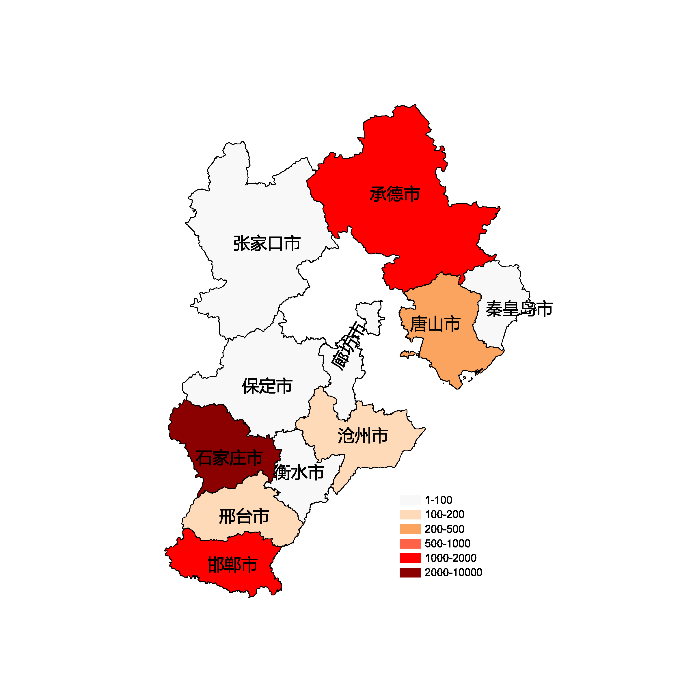 承德市
张家口市
秦皇岛市
唐山市
廊坊市
保定市
沧州市
石家庄市
衡水市
邢台市
邯郸市
1-100
100-200
200-500
500-1000
1000-2000
2000-10000